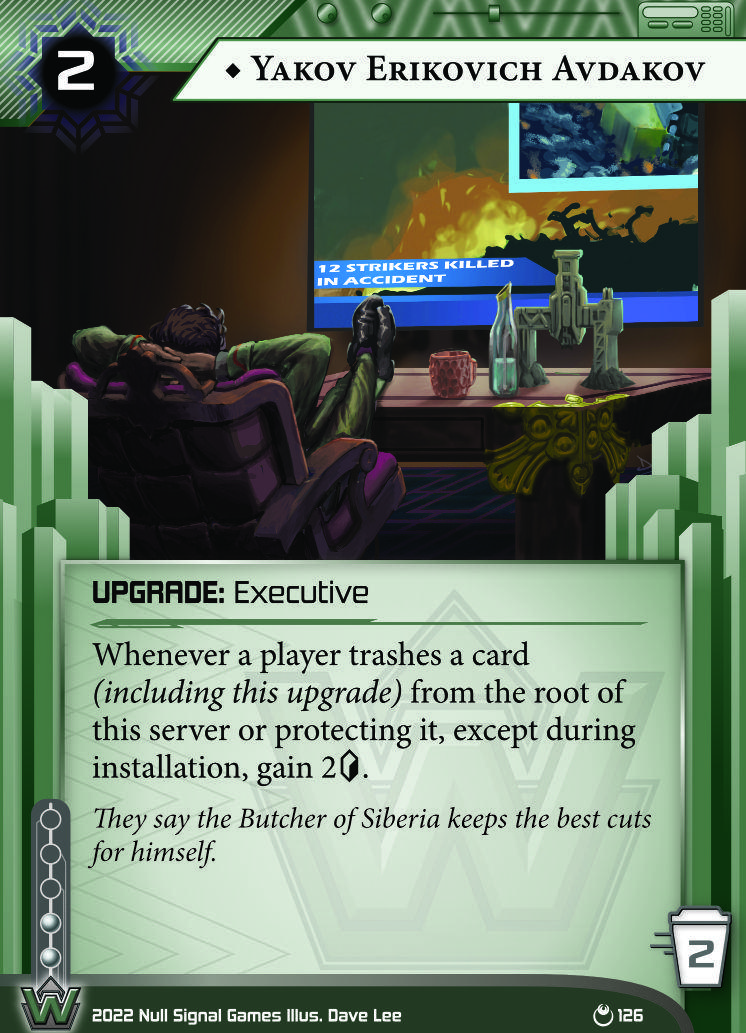 2
◆ Yakov Erikovich Avdakov
12 STRIKERS KILLED
IN ACCIDENT
UPGRADE: Executive
Whenever a player trashes a card
(including this upgrade) from the root of
this server or protecting it, except during
installation, gain 2.
They say the Butcher of Siberia keeps the best cuts
for himself.
2
W
2022 Null Signal Games Illus. Dave Lee
126